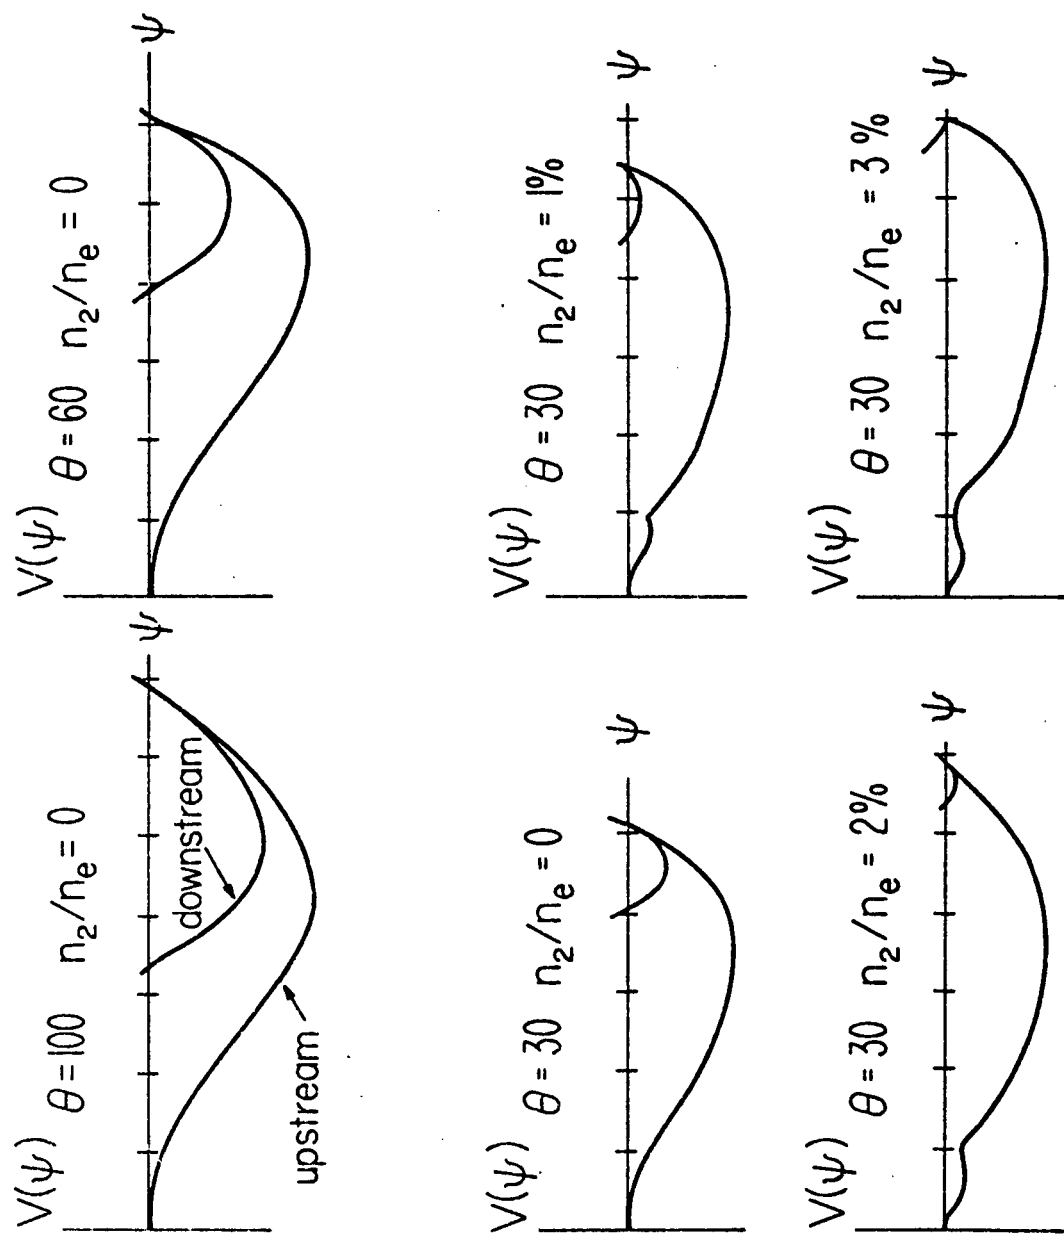 V(ψ) θ = 100 n₂/nₑ = 0
ψ
downstream
upstream
V(ψ) θ = 60 n₂/nₑ = 0
ψ
V(ψ) θ = 30 n₂/nₑ = 0
ψ
V(ψ) θ = 30 n₂/nₑ = 1%
ψ
V(ψ) θ = 30 n₂/nₑ = 2%
ψ
V(ψ) θ = 30 n₂/nₑ = 3%
ψ